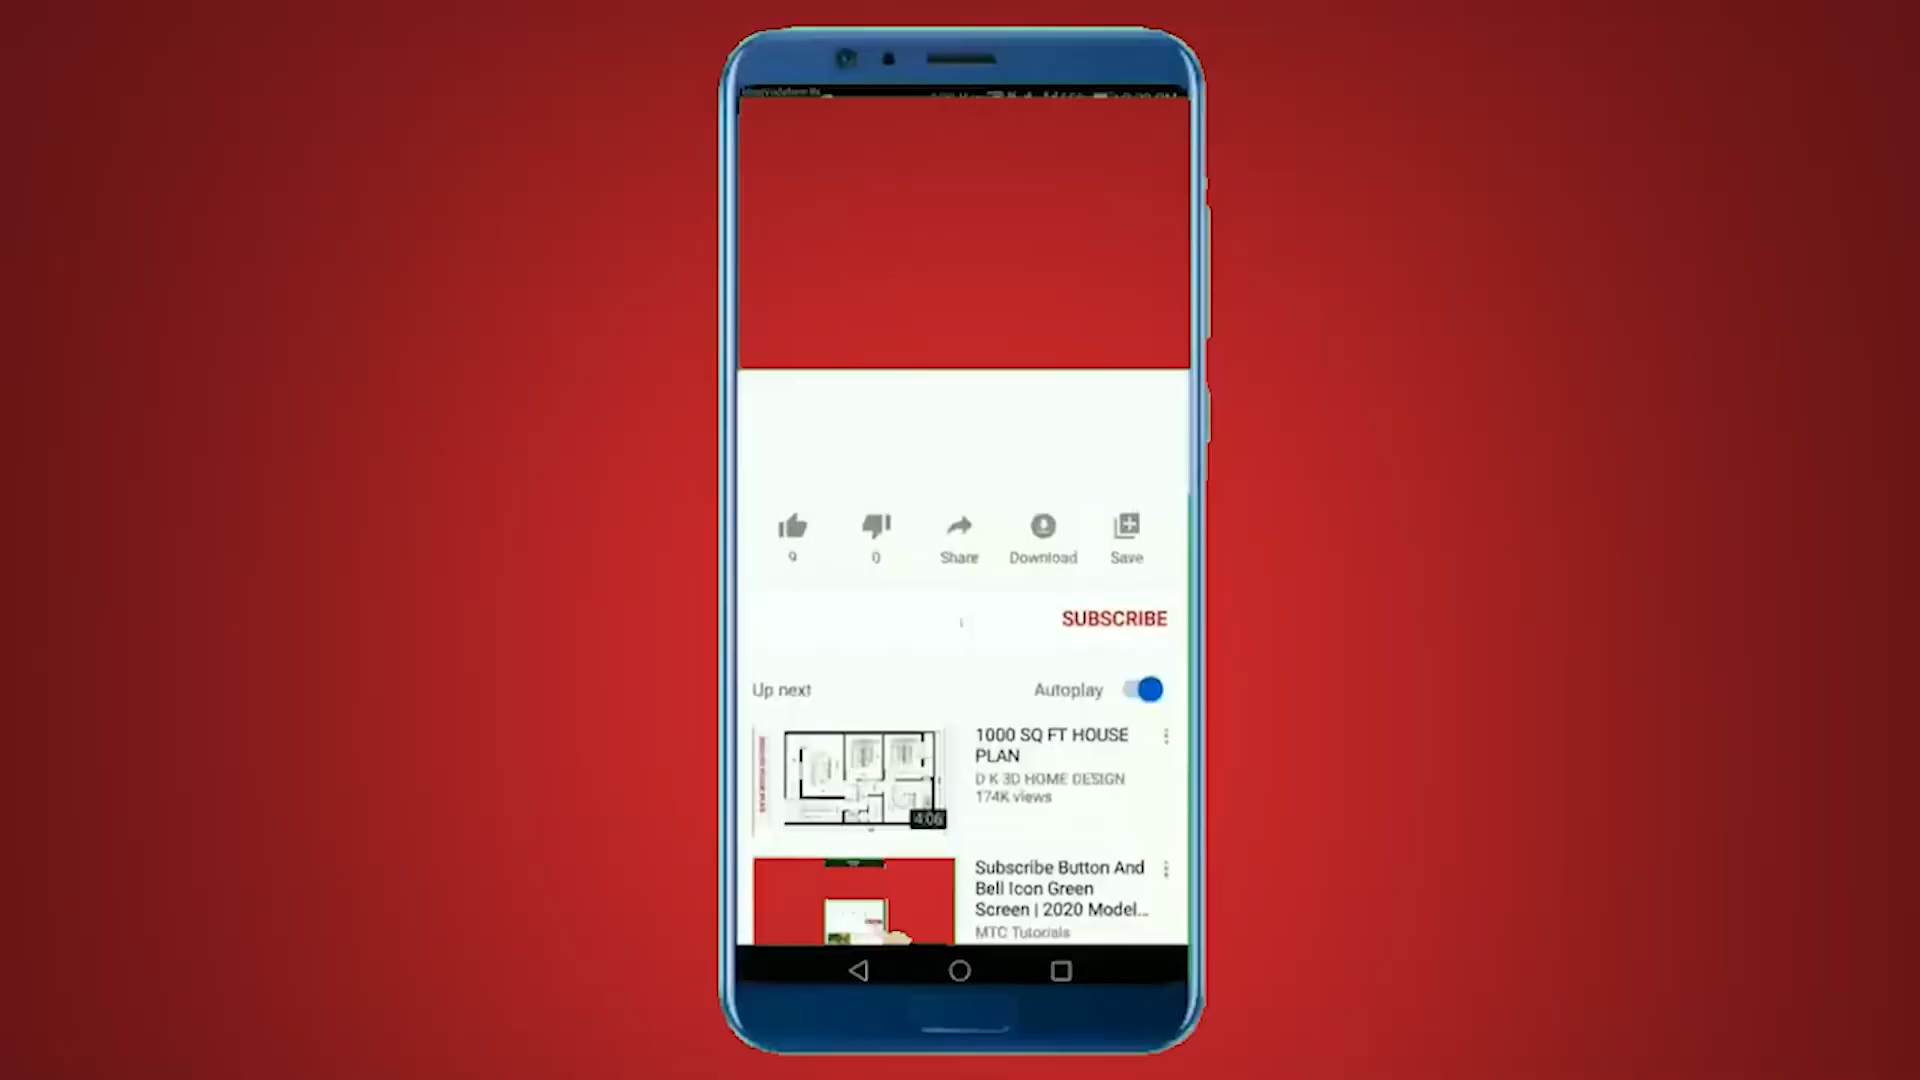 9
0
Share
Download
Save
SUBSCRIBE
Up next
Autoplay
1000 SQ FT HOUSE
PLAN
D K 3D HOME DESIGN
174K views
4:06
Subscribe Button And
Bell Icon Green
Screen | 2020 Model...
MTC Tutorials